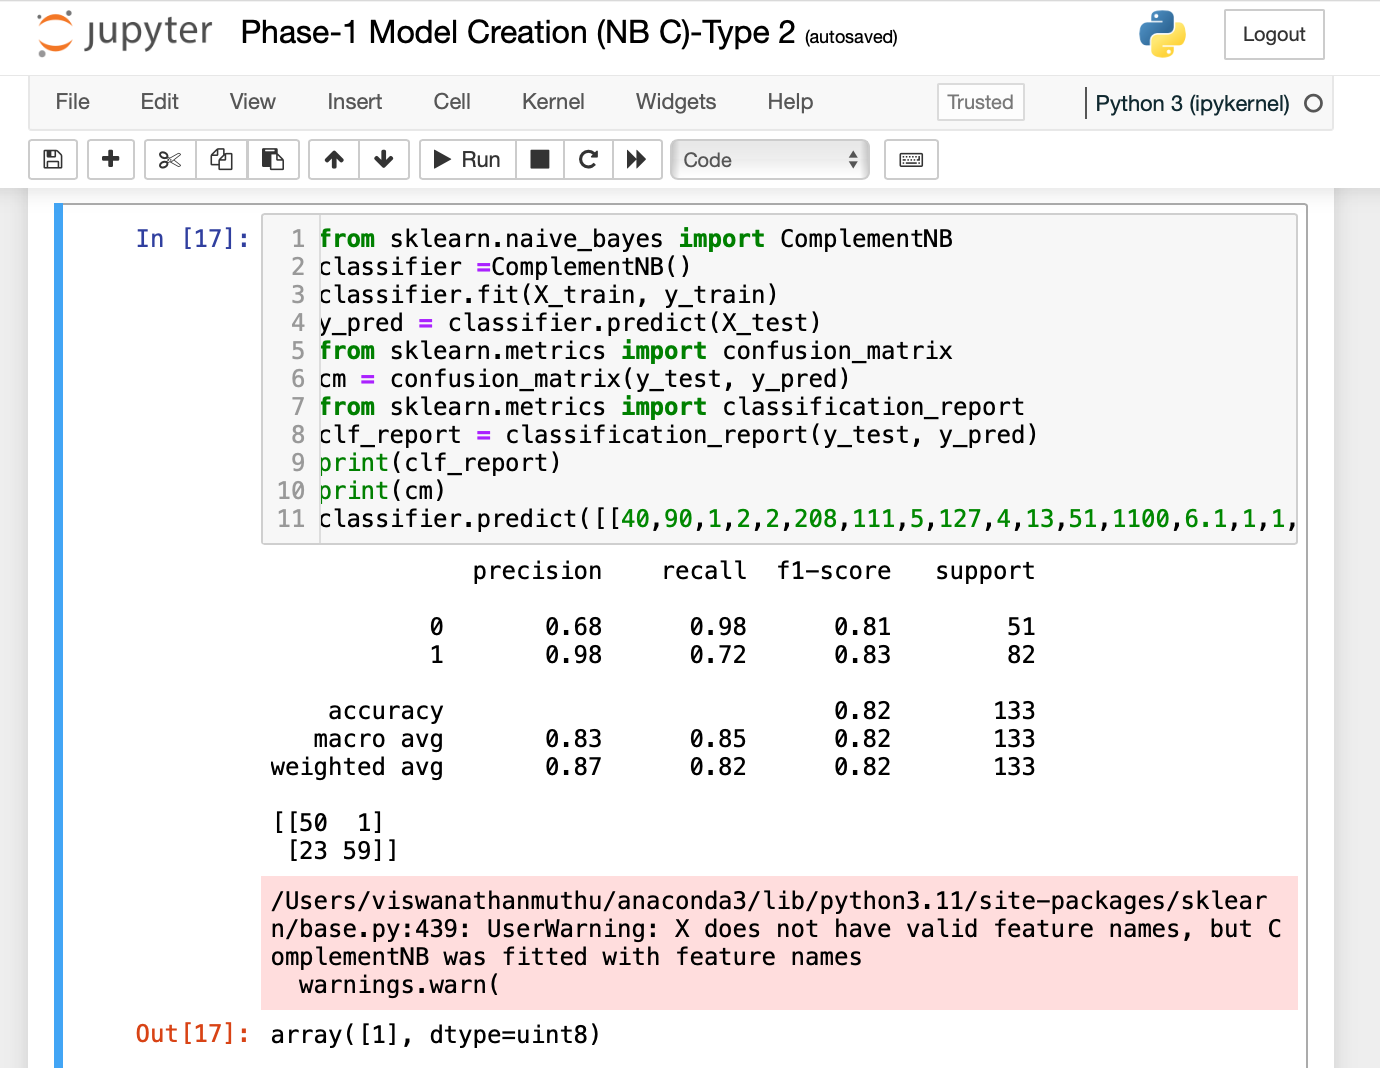 jupyter Phase-1 Model Creation (NB C)-Type 2 (autosaved) Logout
File Edit View Insert Cell Kernel Widgets Help Trusted Python 3 (ipykernel)
Run Code
In [17]:
1 from sklearn.naive_bayes import ComplementNB
2 classifier =ComplementNB()
3 classifier.fit(X_train, y_train)
4 y_pred = classifier.predict(X_test)
5 from sklearn.metrics import confusion_matrix
6 cm = confusion_matrix(y_test, y_pred)
7 from sklearn.metrics import classification_report
8 clf_report = classification_report(y_test, y_pred)
9 print(clf_report)
10 print(cm)
11 classifier.predict([[40,90,1,2,2,208,111,5,127,4,13,51,1100,6.1,1,1,
precision recall f1-score support
0 0.68 0.98 0.81 51
1 0.98 0.72 0.83 82
accuracy 0.82 133
macro avg 0.83 0.85 0.82 133
weighted avg 0.87 0.82 0.82 133
[[50  1]
 [23 59]]
/Users/viswanathanmuthu/anaconda3/lib/python3.11/site-packages/sklear
n/base.py:439: UserWarning: X does not have valid feature names, but C
omplementNB was fitted with feature names
  warnings.warn(
Out[17]: array([1], dtype=uint8)